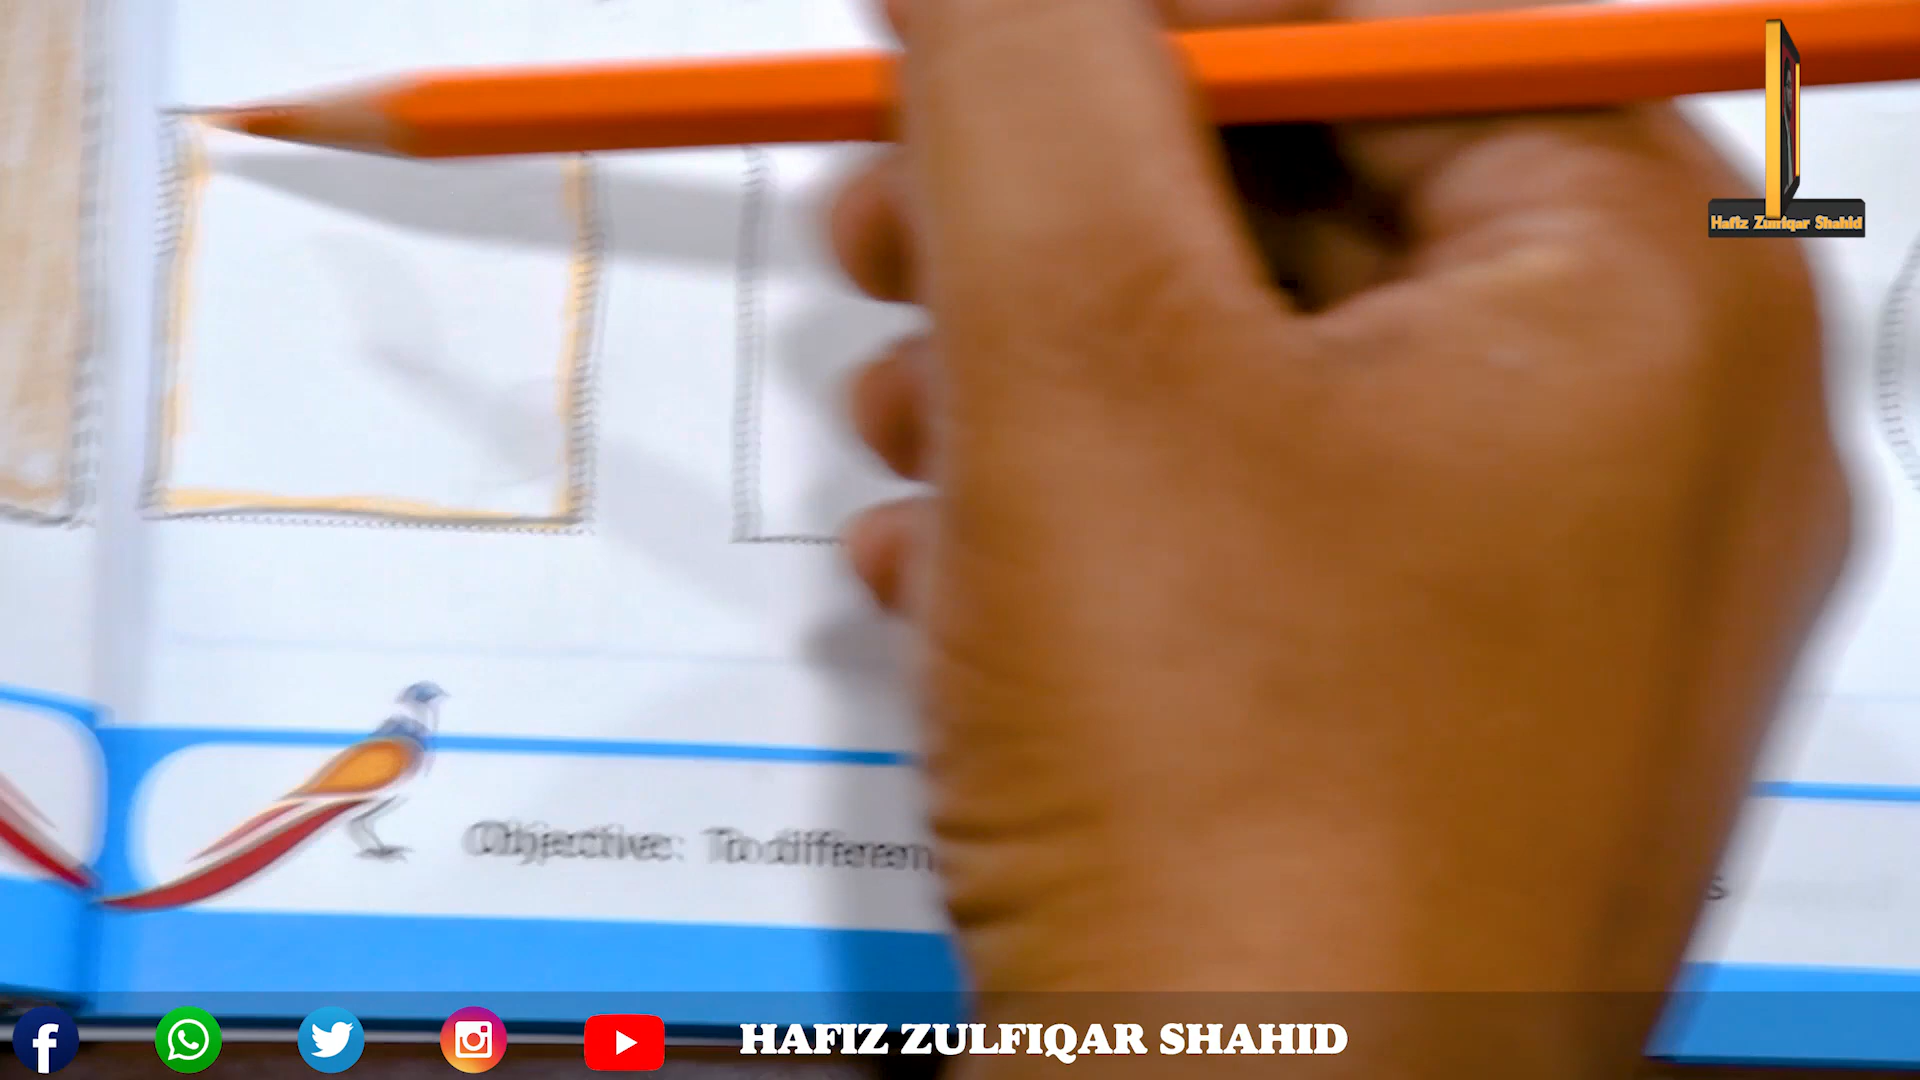 Hafiz Zulfiqar Shahid
Objective: To differen
s
HAFIZ ZULFIQAR SHAHID